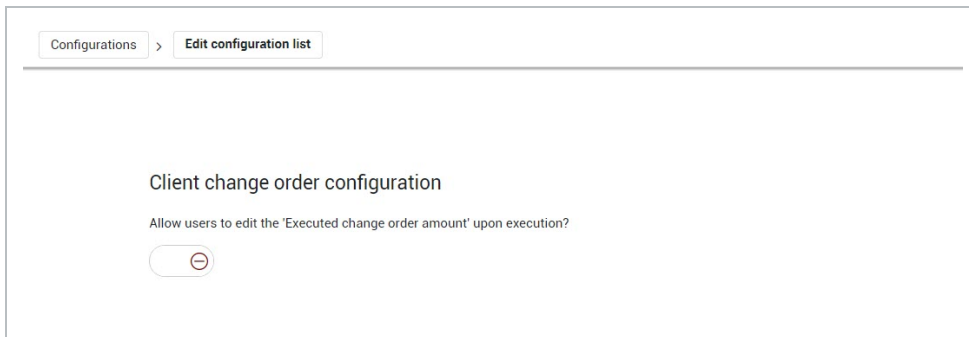 Configurations > Edit configuration list
Client change order configuration
Allow users to edit the 'Executed change order amount' upon execution?